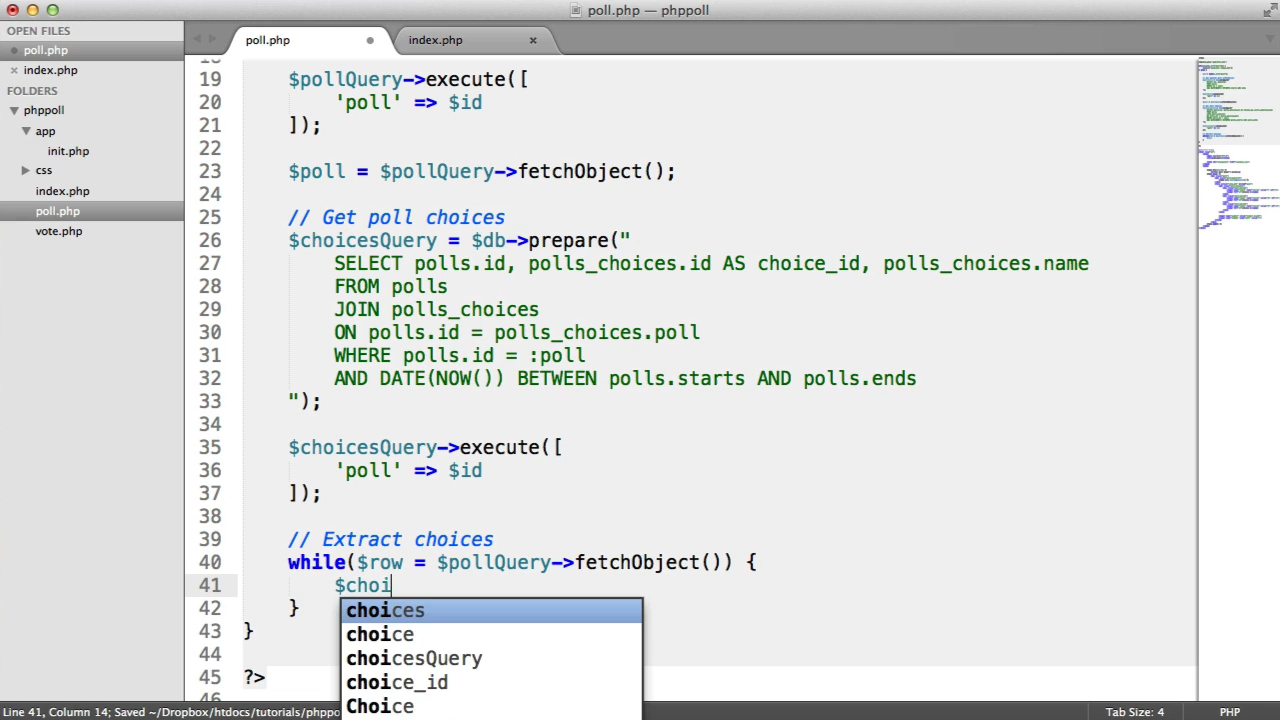 poll.php — phppoll
OPEN FILES
poll.php
index.php
FOLDERS
phppoll
app
init.php
css
index.php
poll.php
vote.php
poll.php
index.php
18
19 $pollQuery->execute([
20 'poll' => $id
21 ]);
22
23 $poll = $pollQuery->fetchObject();
24
25 // Get poll choices
26 $choicesQuery = $db->prepare("
27 SELECT polls.id, polls_choices.id AS choice_id, polls_choices.name
28 FROM polls
29 JOIN polls_choices
30 ON polls.id = polls_choices.poll
31 WHERE polls.id = :poll
32 AND DATE(NOW()) BETWEEN polls.starts AND polls.ends
33 ");
34
35 $choicesQuery->execute([
36 'poll' => $id
37 ]);
38
39 // Extract choices
40 while($row = $pollQuery->fetchObject()) {
41 $choi
42 }
43 }
44
45 ?>
46
choices
choice
choicesQuery
choice_id
Choice
Line 41, Column 14; Saved ~/Dropbox/htdocs/tutorials/phppo
Tab Size: 4
PHP